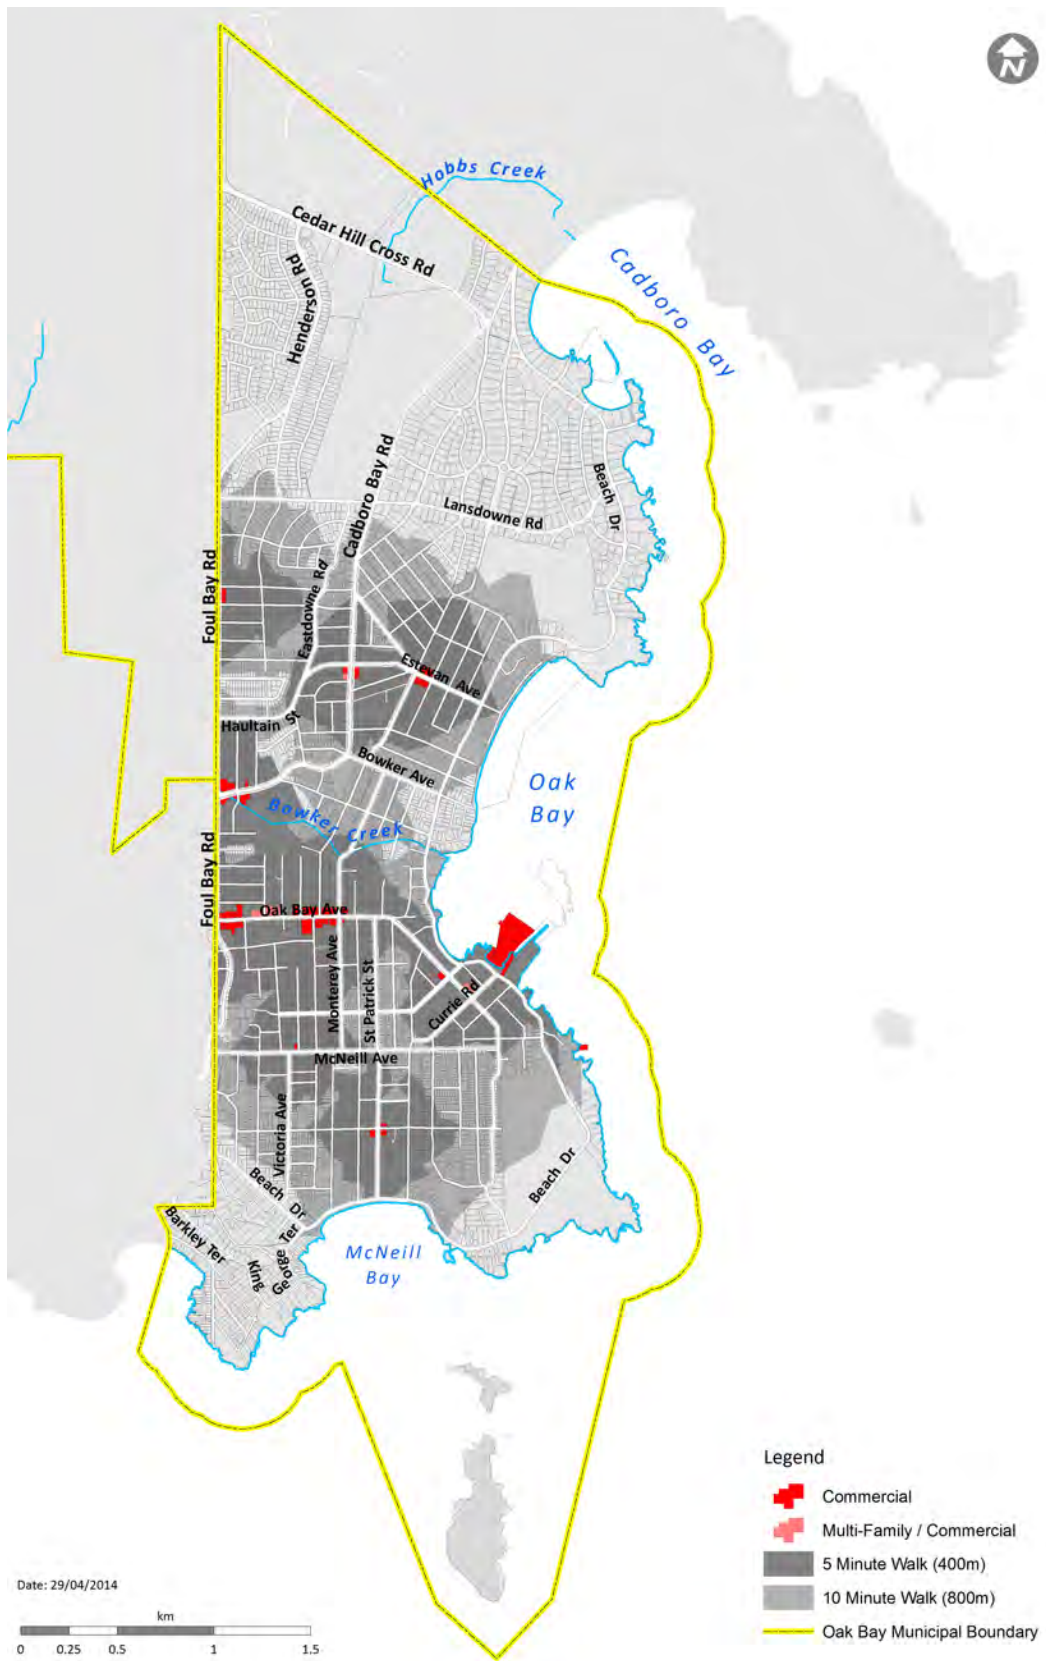 N
Hobbs Creek
Cedar Hill Cross Rd
Cadboro Bay
Henderson Rd
Cadboro Bay Rd
Beach Dr
Lansdowne Rd
Foul Bay Rd
Eastdowne Rd
Estevan Ave
Haultain St
Bowker Ave
Oak
Bay
Bowker Creek
Foul Bay Rd
Oak Bay Ave
Monterey Ave
St Patrick St
Currie Rd
McNeill Ave
Victoria Ave
Beach Dr
Beach Dr
Barkley Ter
King
George Ter
McNeill
Bay
Legend
Commercial
Multi-Family / Commercial
5 Minute Walk (400m)
10 Minute Walk (800m)
Oak Bay Municipal Boundary
Date: 29/04/2014
km
0 0.25 0.5 1 1.5